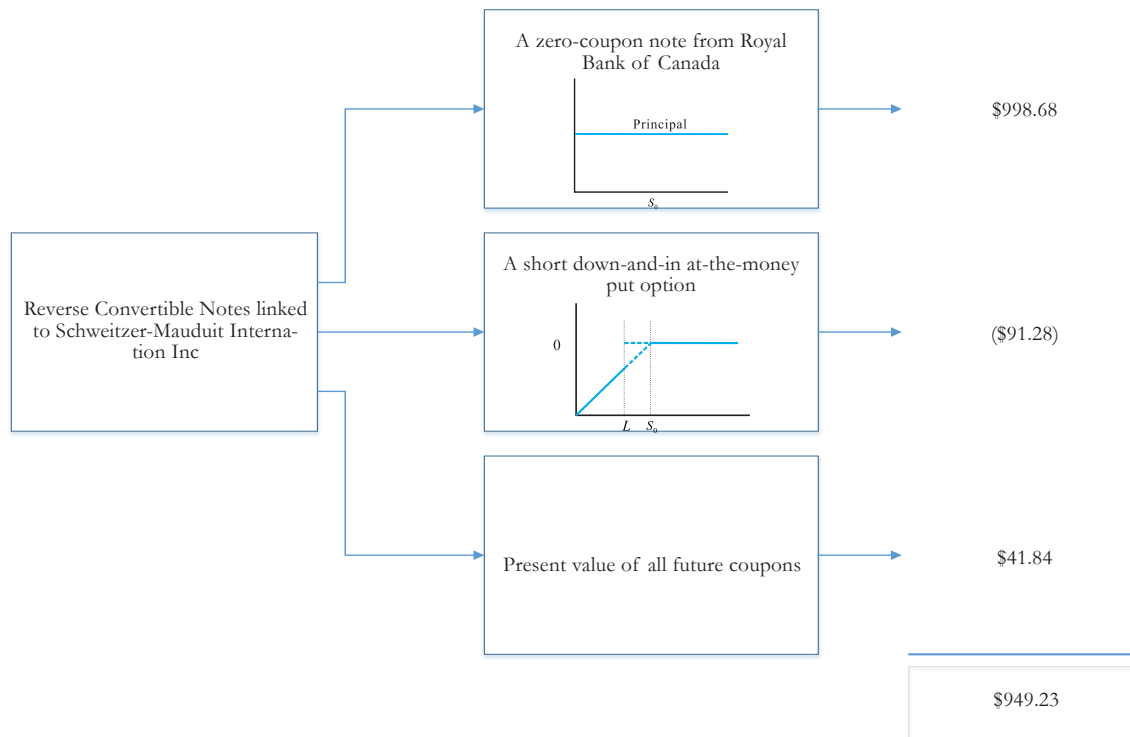 A zero-coupon note from Royal
Bank of Canada
Principal
S₀
$998.68
Reverse Convertible Notes linked
to Schweitzer-Mauduit Interna-
tion Inc
A short down-and-in at-the-money
put option
0
L S₀
($91.28)
Present value of all future coupons
$41.84
$949.23